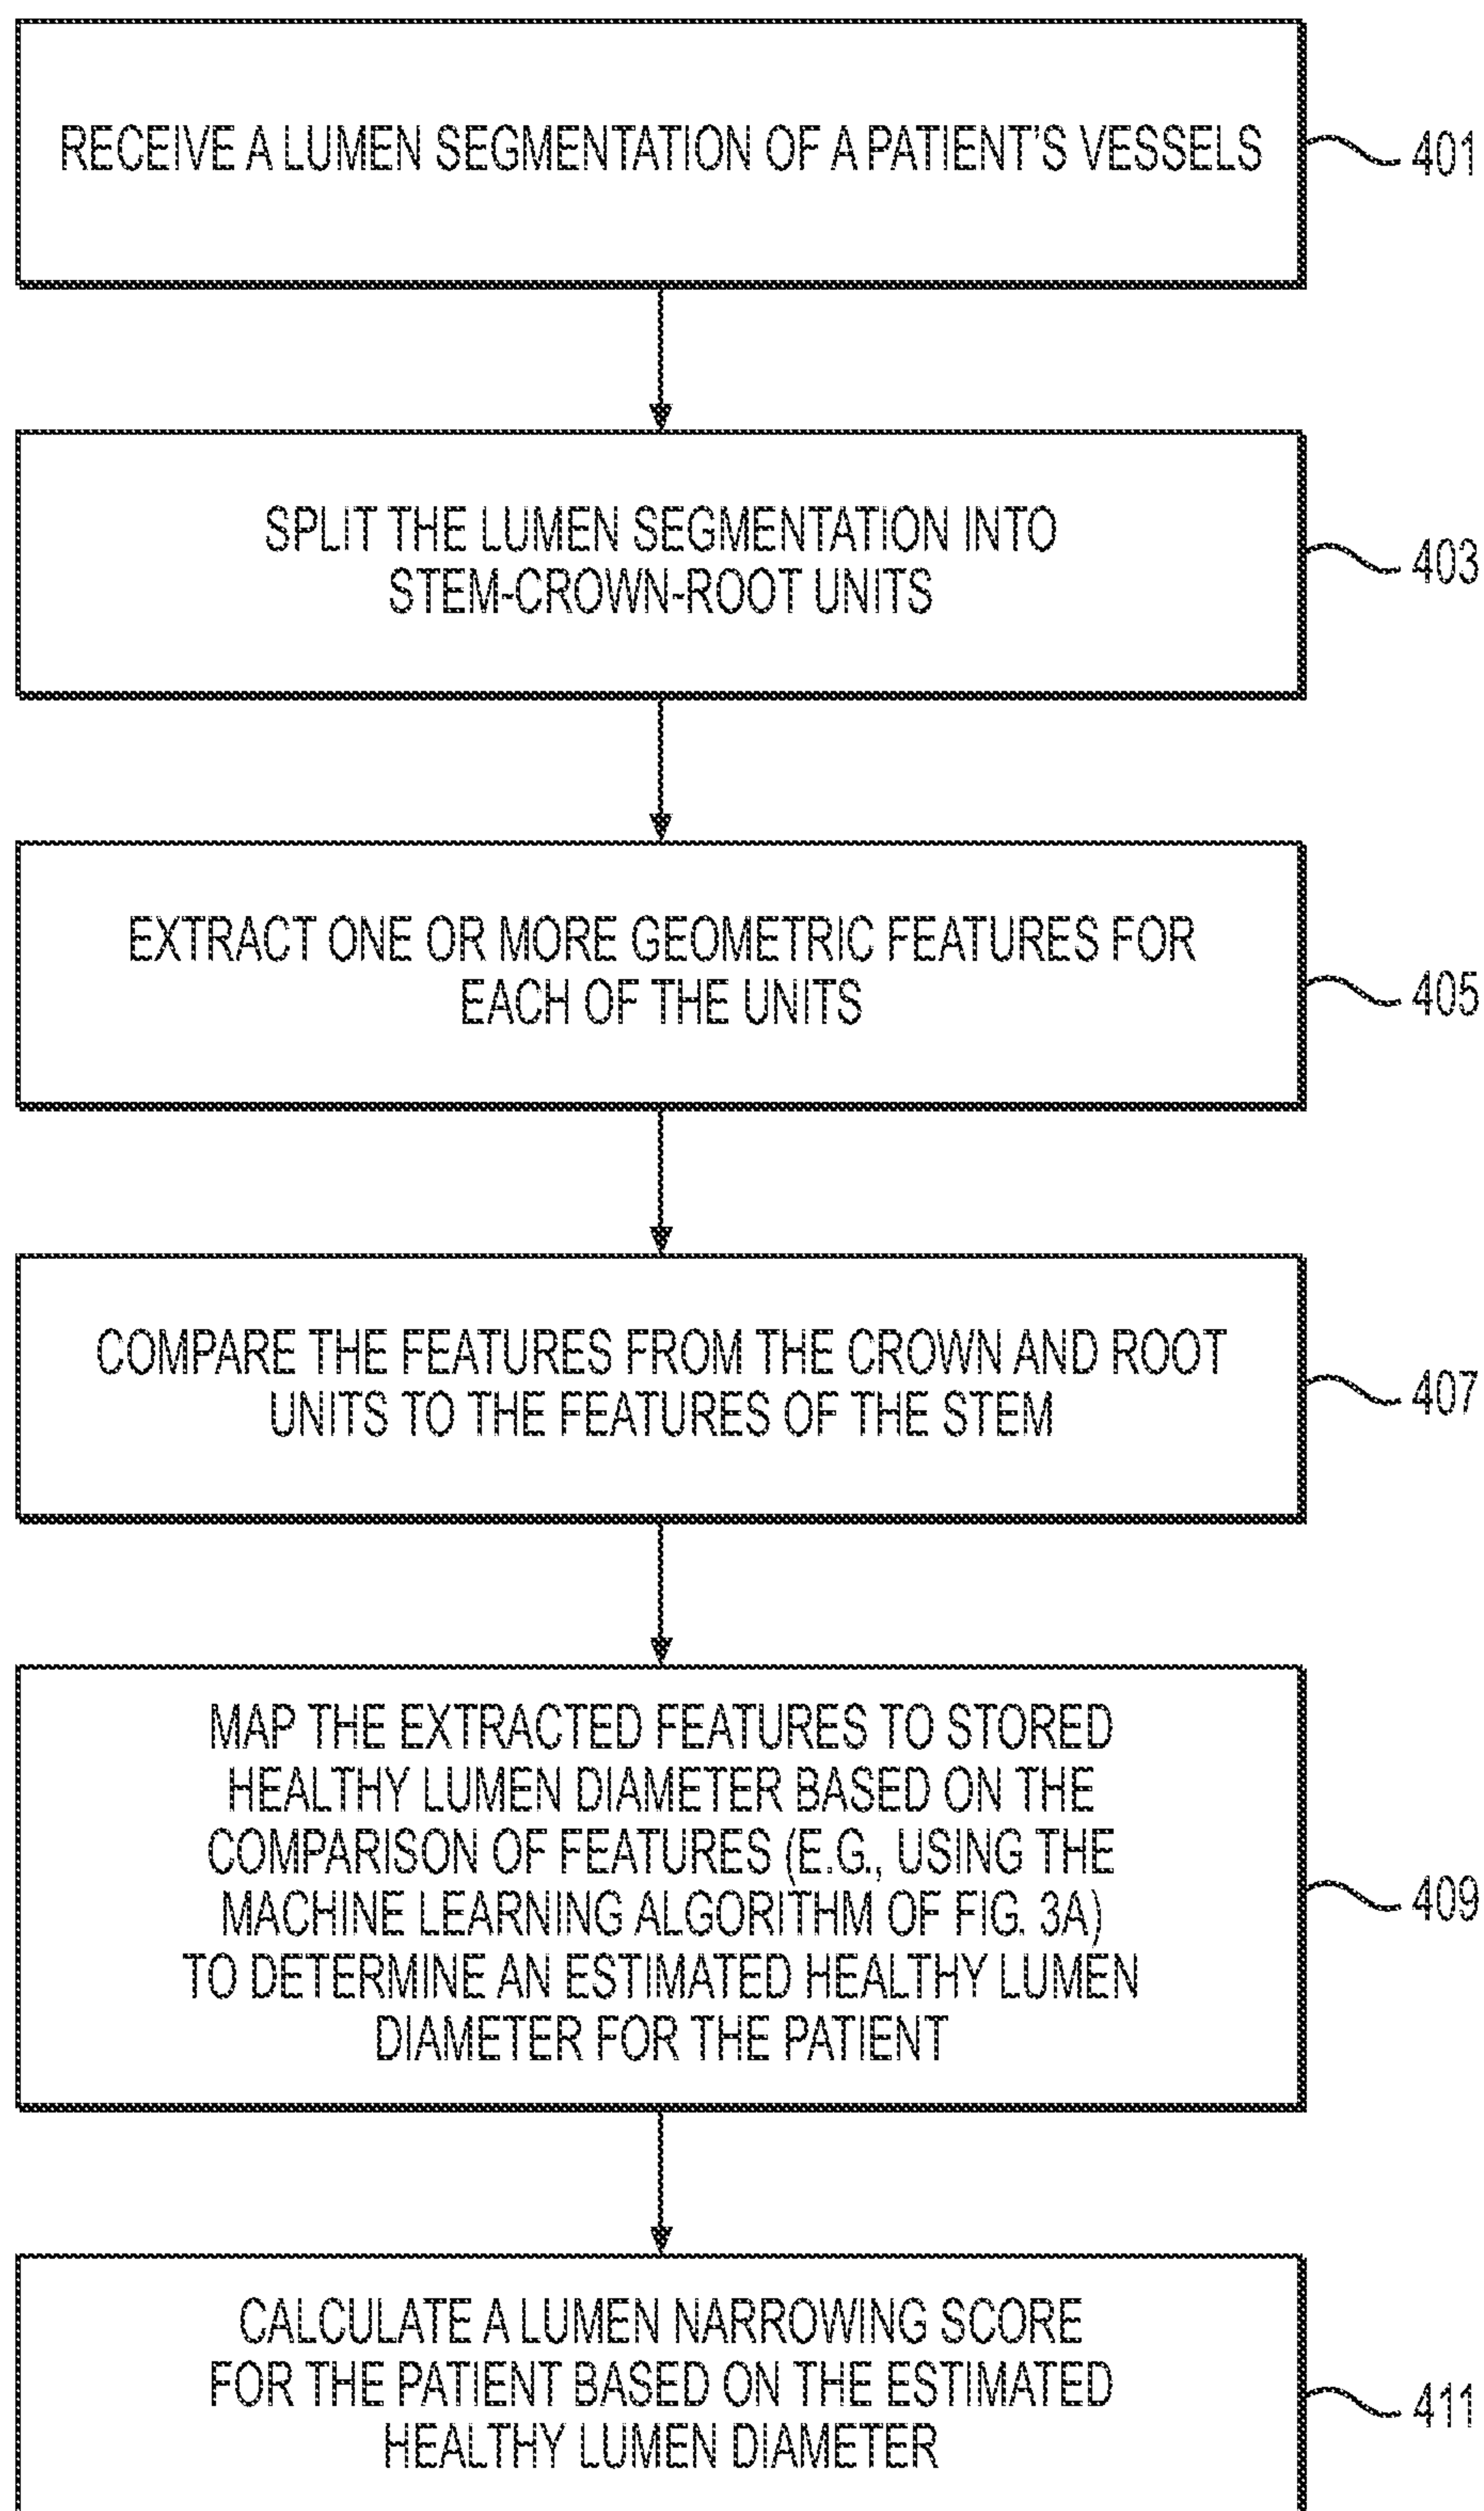 RECEIVE A LUMEN SEGMENTATION OF A PATIENT'S VESSELS
401
SPLIT THE LUMEN SEGMENTATION INTO
STEM-CROWN-ROOT UNITS
403
EXTRACT ONE OR MORE GEOMETRIC FEATURES FOR
EACH OF THE UNITS
405
COMPARE THE FEATURES FROM THE CROWN AND ROOT
UNITS TO THE FEATURES OF THE STEM
407
MAP THE EXTRACTED FEATURES TO STORED
HEALTHY LUMEN DIAMETER BASED ON THE
COMPARISON OF FEATURES (E.G., USING THE
MACHINE LEARNING ALGORITHM OF FIG. 3A)
TO DETERMINE AN ESTIMATED HEALTHY LUMEN
DIAMETER FOR THE PATIENT
409
CALCULATE A LUMEN NARROWING SCORE
FOR THE PATIENT BASED ON THE ESTIMATED
HEALTHY LUMEN DIAMETER
411